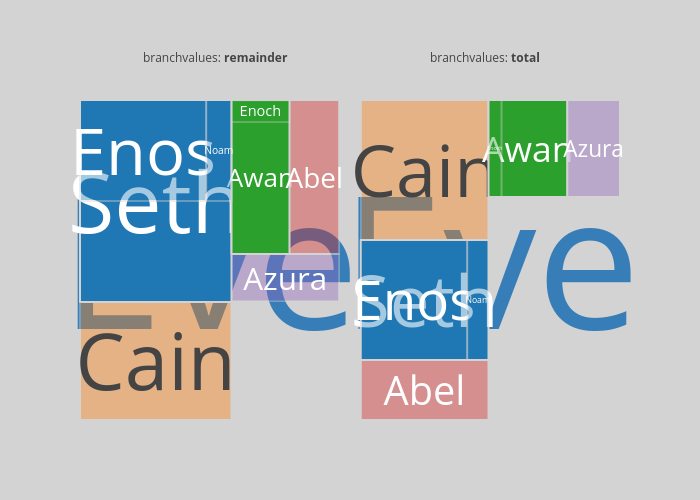 branchvalues: remainder
branchvalues: total
Enos
Noam
Seth
Enoch
Awan
Abel
Azura
Eve
Cain
Cain
Awan
Azura
Enos
Seth
Noam
Eve
Abel